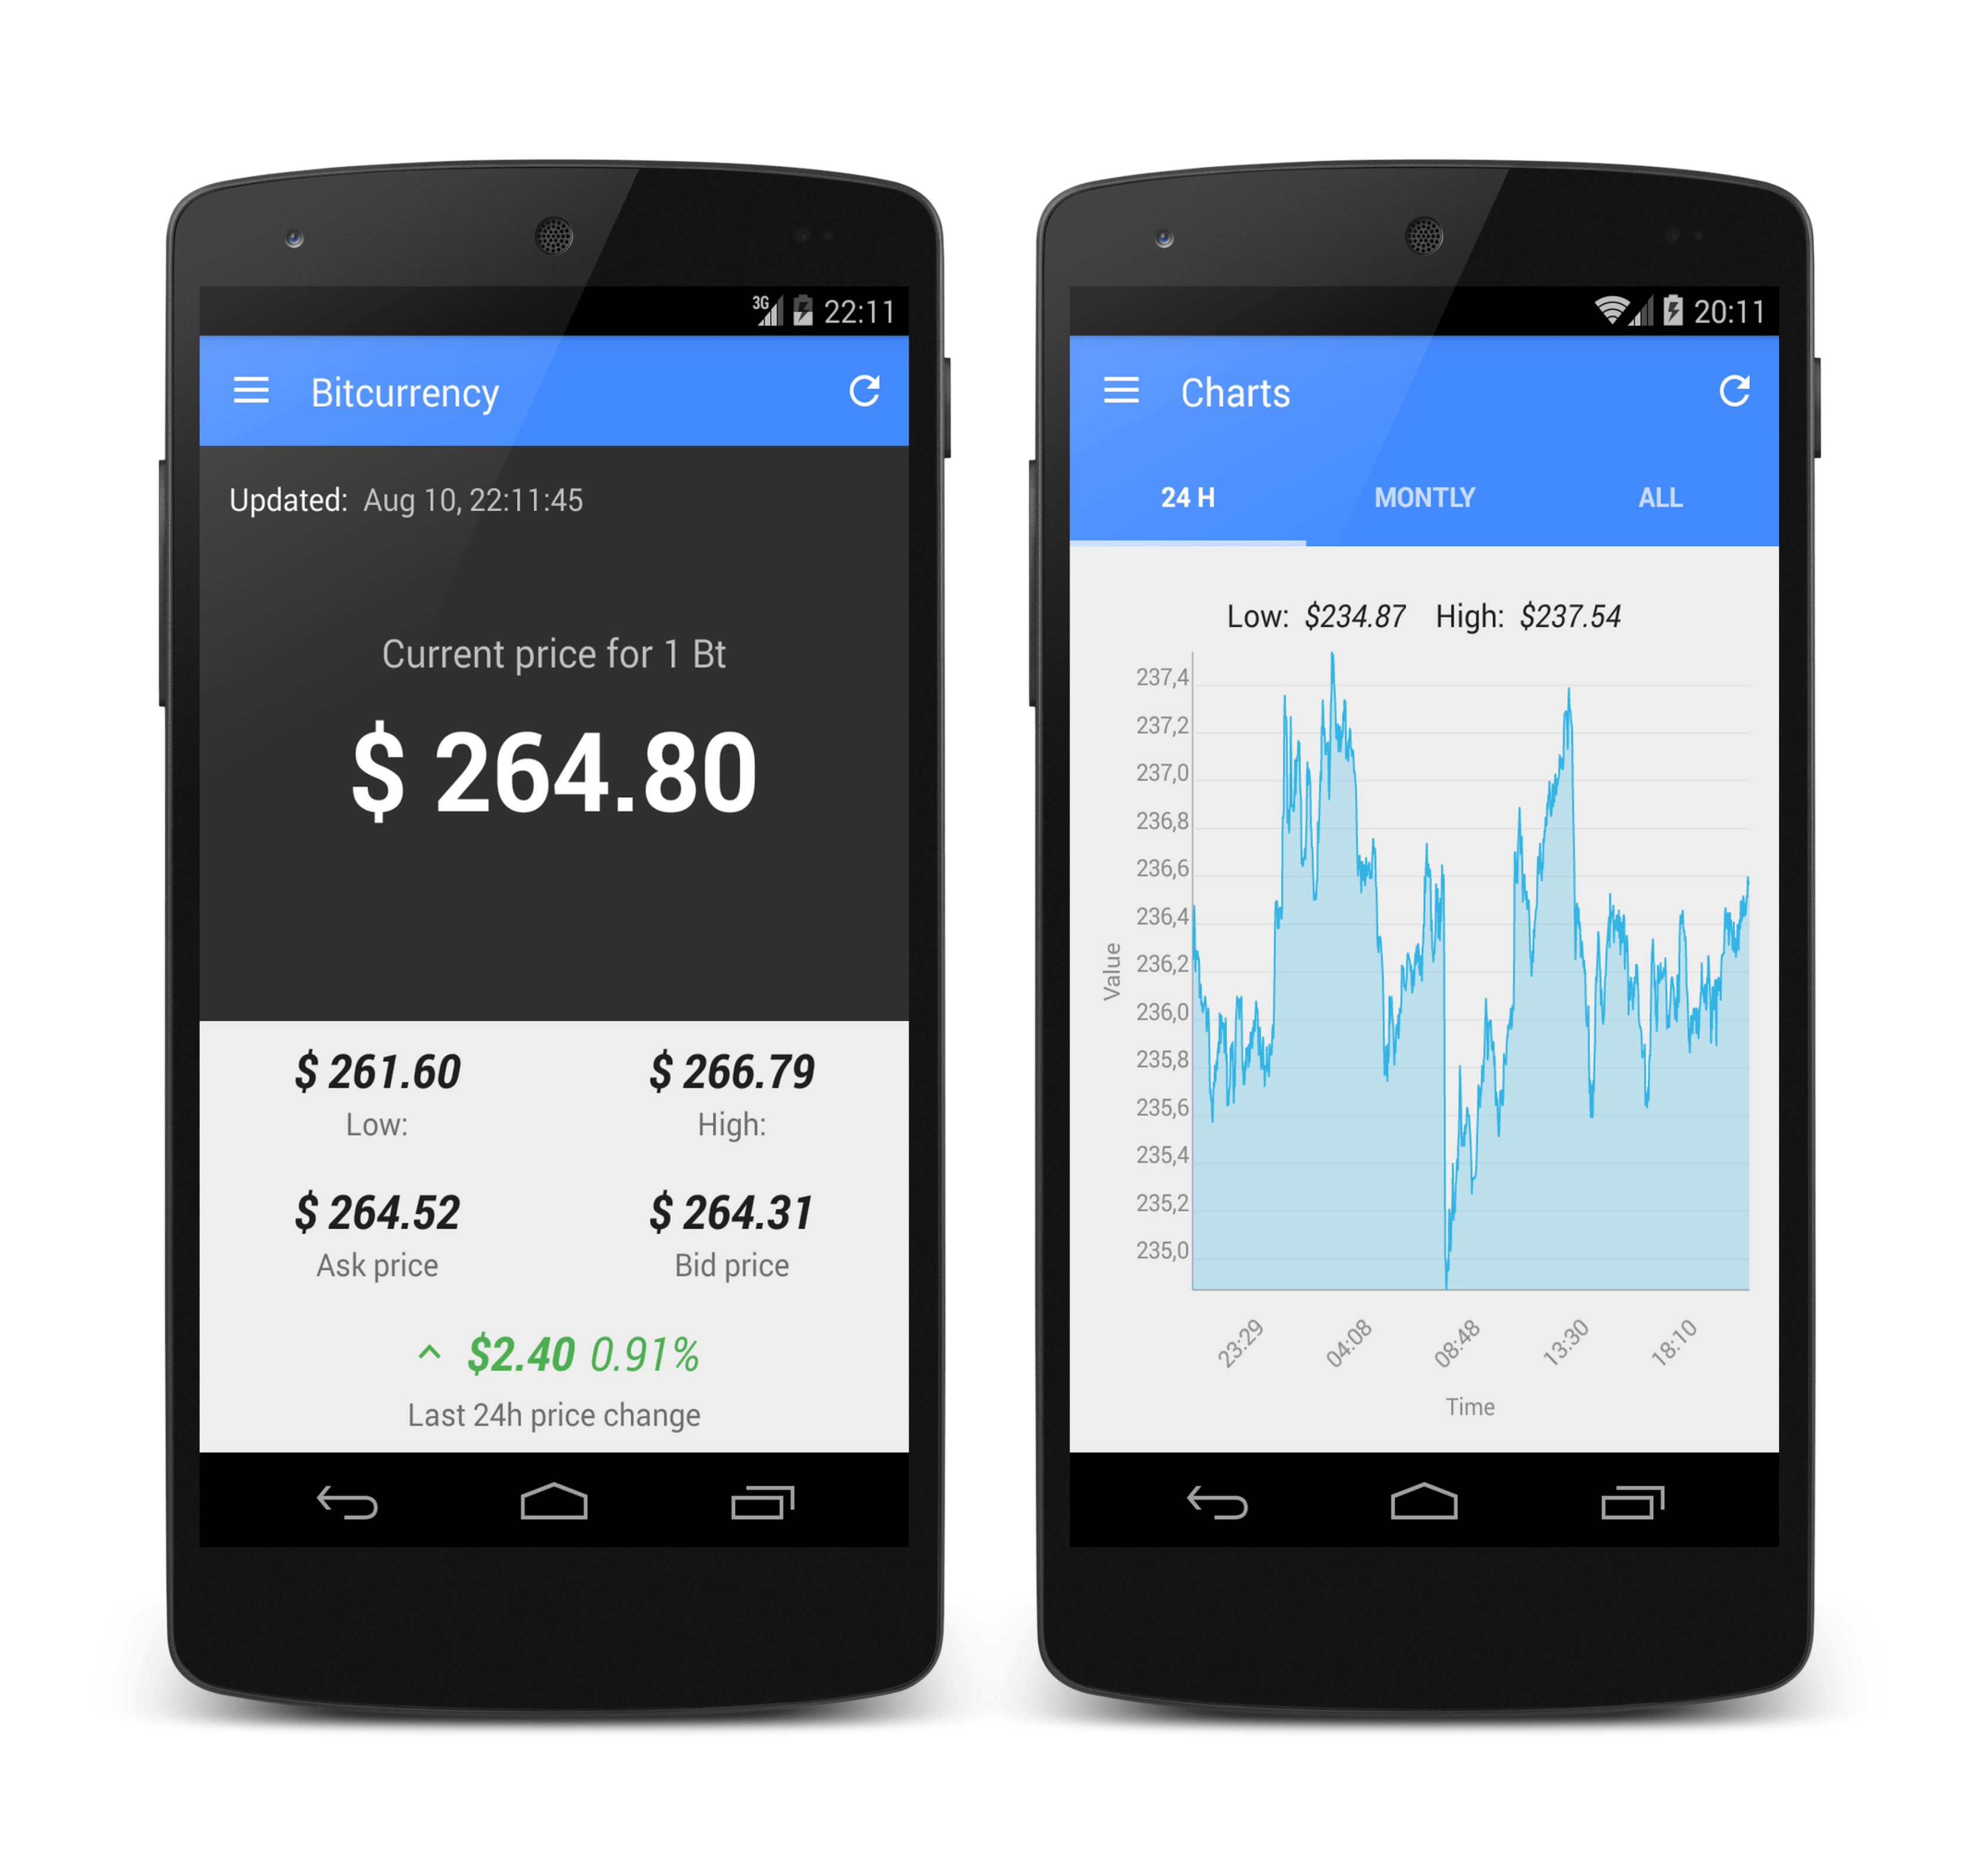 3G 22:11
Bitcurrency
Updated: Aug 10, 22:11:45
Current price for 1 Bt
$ 264.80
$ 261.60 $ 266.79
Low: High:
$ 264.52 $ 264.31
Ask price Bid price
$2.40 0.91%
Last 24h price change
20:11
Charts
24 H MONTLY ALL
Low: $234.87 High: $237.54
237,4
237,2
237,0
236,8
236,6
236,4
236,2
236,0
235,8
235,6
235,4
235,2
235,0
Value
23:29 04:08 08:48 13:30 18:10
Time